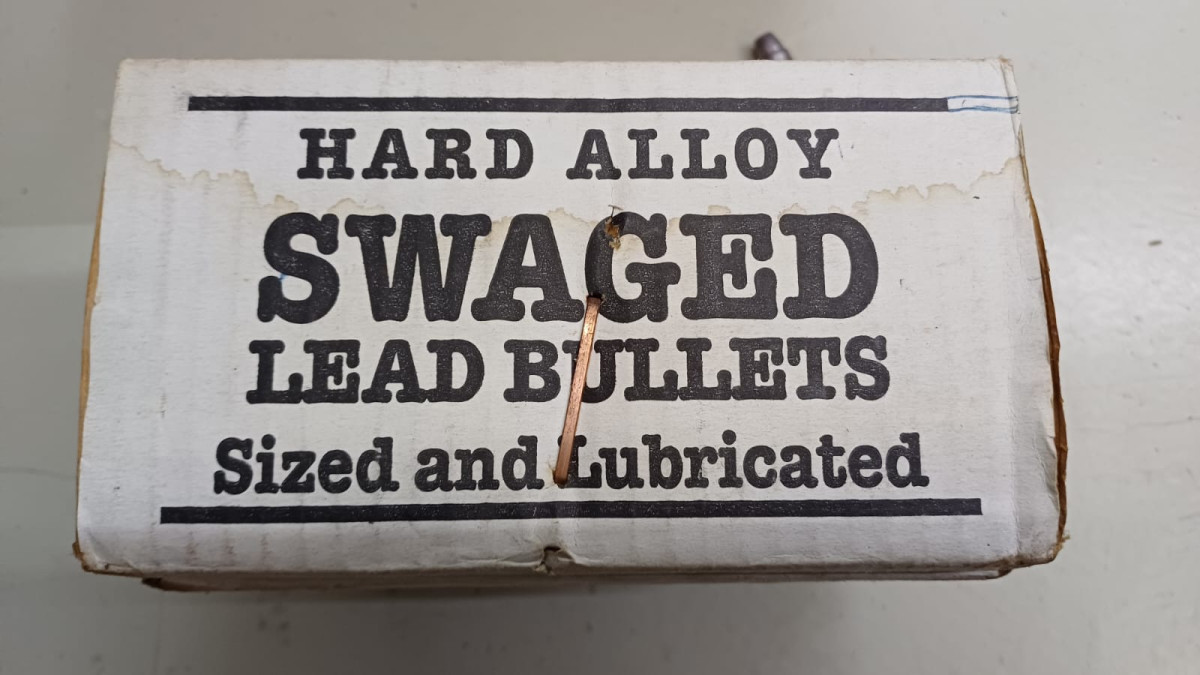 HARD ALLOY
SWAGED
LEAD BULLETS
Sized and Lubricated